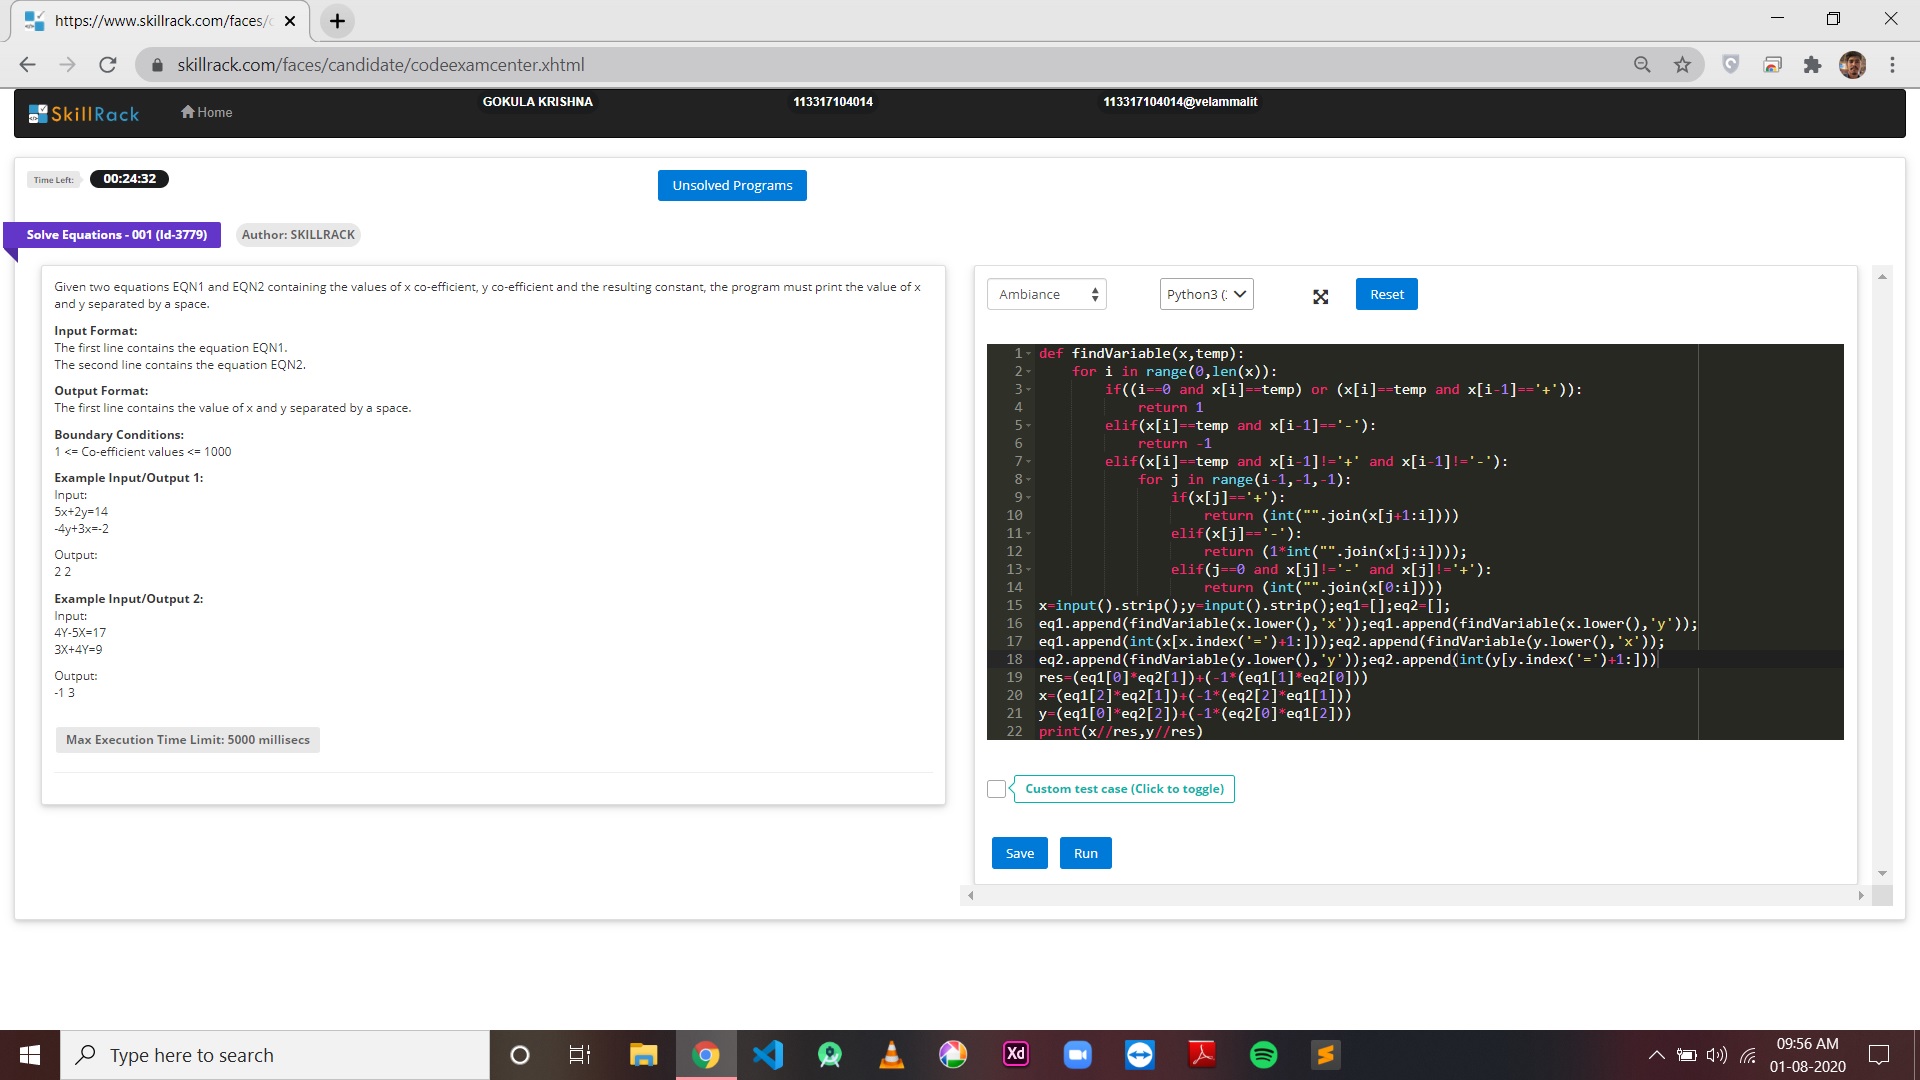 https://www.skillrack.com/faces/c
skillrack.com/faces/candidate/codeexamcenter.xhtml
SkillRack
Home
GOKULA KRISHNA
113317104014
113317104014@velammalit
Time Left:
00:24:32
Unsolved Programs
Solve Equations - 001 (Id-3779)
Author: SKILLRACK
Given two equations EQN1 and EQN2 containing the values of x co-efficient, y co-efficient and the resulting constant, the program must print the value of x
and y separated by a space.
Input Format:
The first line contains the equation EQN1.
The second line contains the equation EQN2.
Output Format:
The first line contains the value of x and y separated by a space.
Boundary Conditions:
1 <= Co-efficient values <= 1000
Example Input/Output 1:
Input:
5x+2y=14
-4y+3x=-2
Output:
2 2
Example Input/Output 2:
Input:
4Y-5X=17
3X+4Y=9
Output:
-1 3
Max Execution Time Limit: 5000 millisecs
Ambiance
Python3 (:
Reset
1 def findVariable(x,temp):
2     for i in range(0,len(x)):
3         if((i==0 and x[i]==temp) or (x[i]==temp and x[i-1]=='+')):
4             return 1
5         elif(x[i]==temp and x[i-1]=='-'):
6             return -1
7         elif(x[i]==temp and x[i-1]!='+' and x[i-1]!='-'):
8             for j in range(i-1,-1,-1):
9                 if(x[j]=='+'):
10                     return (int("".join(x[j+1:i])))
11                 elif(x[j]=='-'):
12                     return (1*int("".join(x[j:i])));
13                 elif(j==0 and x[j]!='-' and x[j]!='+'):
14                     return (int("".join(x[0:i])))
15 x=input().strip();y=input().strip();eq1=[];eq2=[];
16 eq1.append(findVariable(x.lower(),'x'));eq1.append(findVariable(x.lower(),'y'));
17 eq1.append(int(x[x.index('=')+1:]));eq2.append(findVariable(y.lower(),'x'));
18 eq2.append(findVariable(y.lower(),'y'));eq2.append(int(y[y.index('=')+1:]))
19 res=(eq1[0]*eq2[1])+(-1*(eq1[1]*eq2[0]))
20 x=(eq1[2]*eq2[1])+(-1*(eq2[2]*eq1[1]))
21 y=(eq1[0]*eq2[2])+(-1*(eq2[0]*eq1[2]))
22 print(x//res,y//res)
Custom test case (Click to toggle)
Save
Run
Type here to search
Xd
09:56 AM
01-08-2020